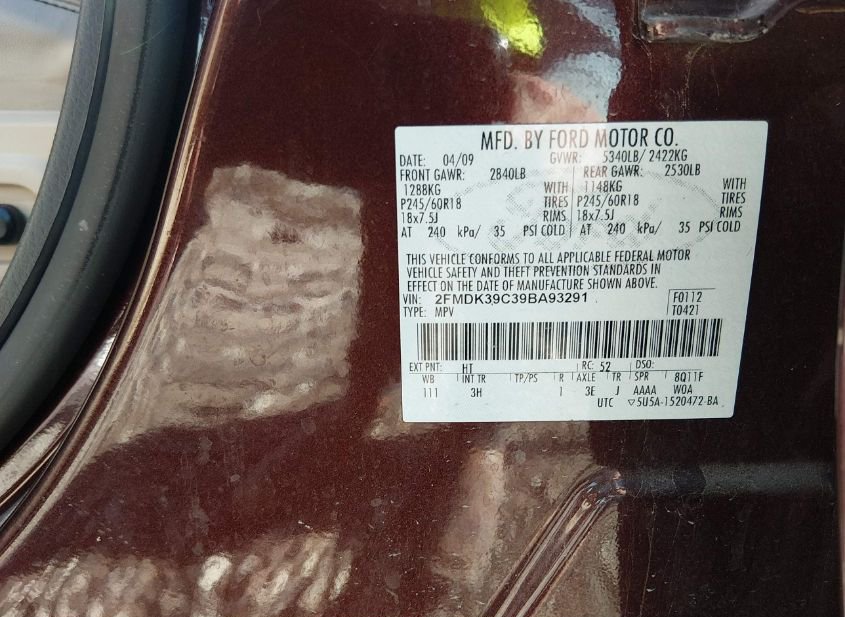 MFD. BY FORD MOTOR CO.
DATE: 04/09 GVWR: 5340LB/ 2422KG
FRONT GAWR: 2840LB REAR GAWR: 2530LB
1288KG WITH 1148KG WITH
P245/60R18 TIRES P245/60R18 TIRES
18x7.5J RIMS 18x7.5J RIMS
AT 240 kPa/ 35 PSI COLD AT 240 kPa/ 35 PSI COLD
THIS VEHICLE CONFORMS TO ALL APPLICABLE FEDERAL MOTOR
VEHICLE SAFETY AND THEFT PREVENTION STANDARDS IN
EFFECT ON THE DATE OF MANUFACTURE SHOWN ABOVE.
VIN: 2FMDK39C39BA93291 F0112
TYPE: MPV T0421
EXT PNT: HT RC: 52 DSO:
WB INT TR TP/PS R AXLE TR SPR 8Q11F
111 3H 1 3E J AAAA WOA
UTC ▽5U5A-1520472-BA